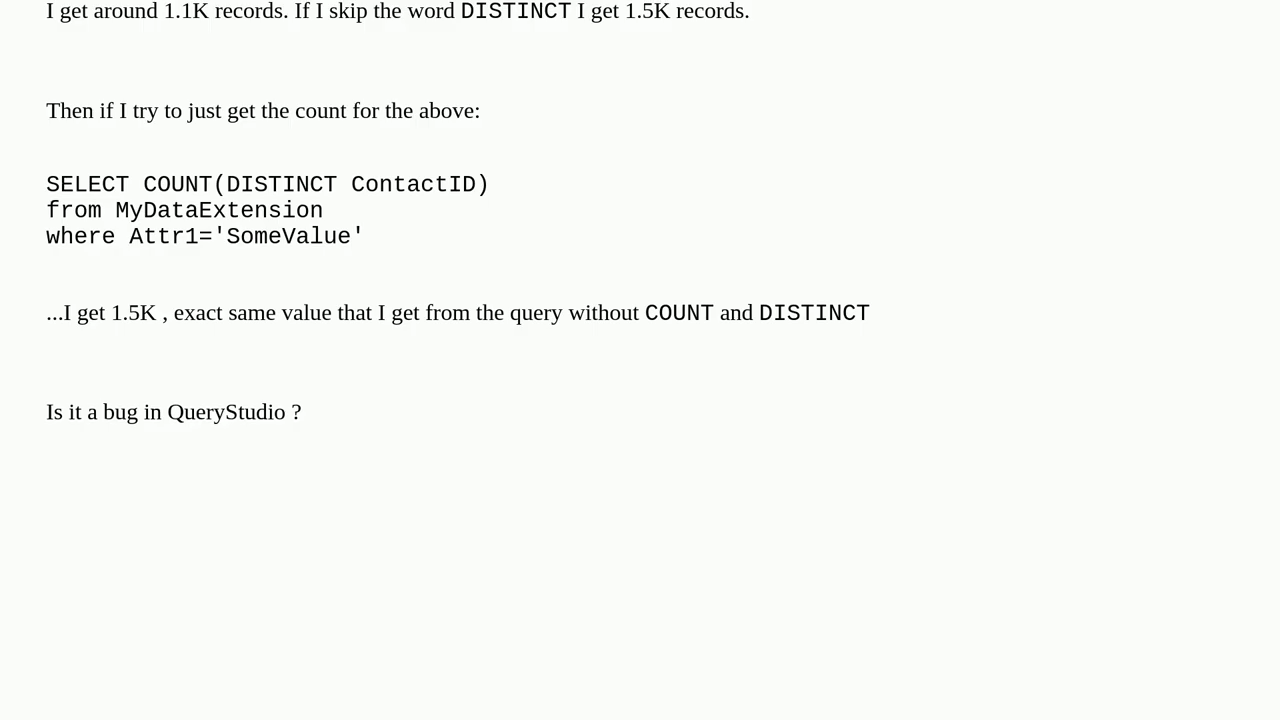 I get around 1.1K records. If I skip the word DISTINCT I get 1.5K records.
Then if I try to just get the count for the above:
SELECT COUNT(DISTINCT ContactID)
from MyDataExtension
where Attr1='SomeValue'
...I get 1.5K , exact same value that I get from the query without COUNT and DISTINCT
Is it a bug in QueryStudio ?